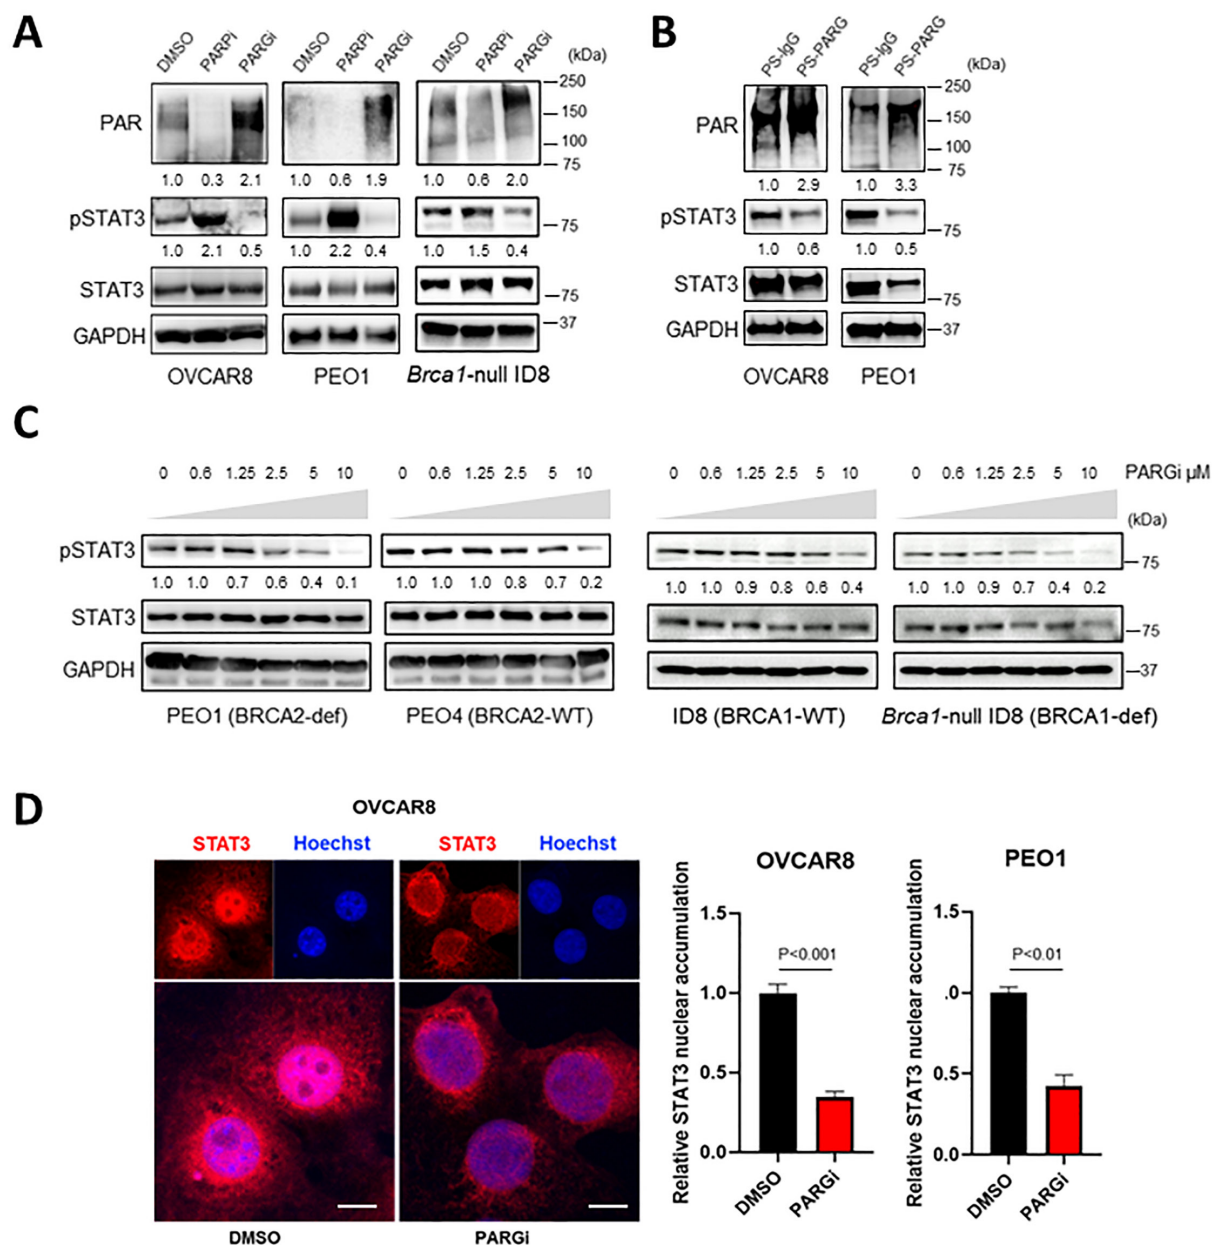 A
DMSO PARPi PARGi DMSO PARPi PARGi DMSO PARPi PARGi (kDa)
PAR 250 150 100 75
1.0 0.3 2.1 1.0 0.6 1.9 1.0 0.6 2.0
pSTAT3 75
1.0 2.1 0.5 1.0 2.2 0.4 1.0 1.5 0.4
STAT3 75
GAPDH 37
OVCAR8 PEO1 Brca1-null ID8
B
PS-IgG PS-PARG PS-IgG PS-PARG (kDa)
PAR 250 150 100 75
1.0 2.9 1.0 3.3
pSTAT3 75
1.0 0.6 1.0 0.5
STAT3 75
GAPDH 37
OVCAR8 PEO1
C
0 0.6 1.25 2.5 5 10 0 0.6 1.25 2.5 5 10 0 0.6 1.25 2.5 5 10 0 0.6 1.25 2.5 5 10 PARGi μM
(kDa)
pSTAT3 75
1.0 1.0 0.7 0.6 0.4 0.1 1.0 1.0 1.0 0.8 0.7 0.2 1.0 1.0 0.9 0.8 0.6 0.4 1.0 1.0 0.9 0.7 0.4 0.2
STAT3 75
GAPDH 37
PEO1 (BRCA2-def) PEO4 (BRCA2-WT) ID8 (BRCA1-WT) Brca1-null ID8 (BRCA1-def)
D
OVCAR8
STAT3 Hoechst STAT3 Hoechst
DMSO PARGi
OVCAR8
Relative STAT3 nuclear accumulation
1.5
1.0
0.5
0.0
P<0.001
DMSO PARGi
PEO1
Relative STAT3 nuclear accumulation
1.5
.0
0.5
0.0
P<0.01
DMSO PARGi